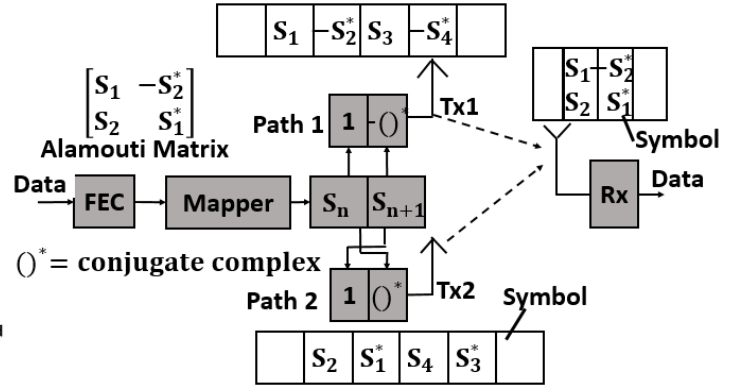 S₁ −S₂* S₃ −S₄*
[S₁ −S₂*
S₂ S₁*]
Alamouti Matrix
Path 1
1 -()*
Tx1
S₁ −S₂*
S₂ S₁*
Symbol
Data
FEC
Mapper
Sₙ Sₙ₊₁
Rx
Data
()* = conjugate complex
Path 2
1 ()*
Tx2
Symbol
S₂ S₁* S₄ S₃*